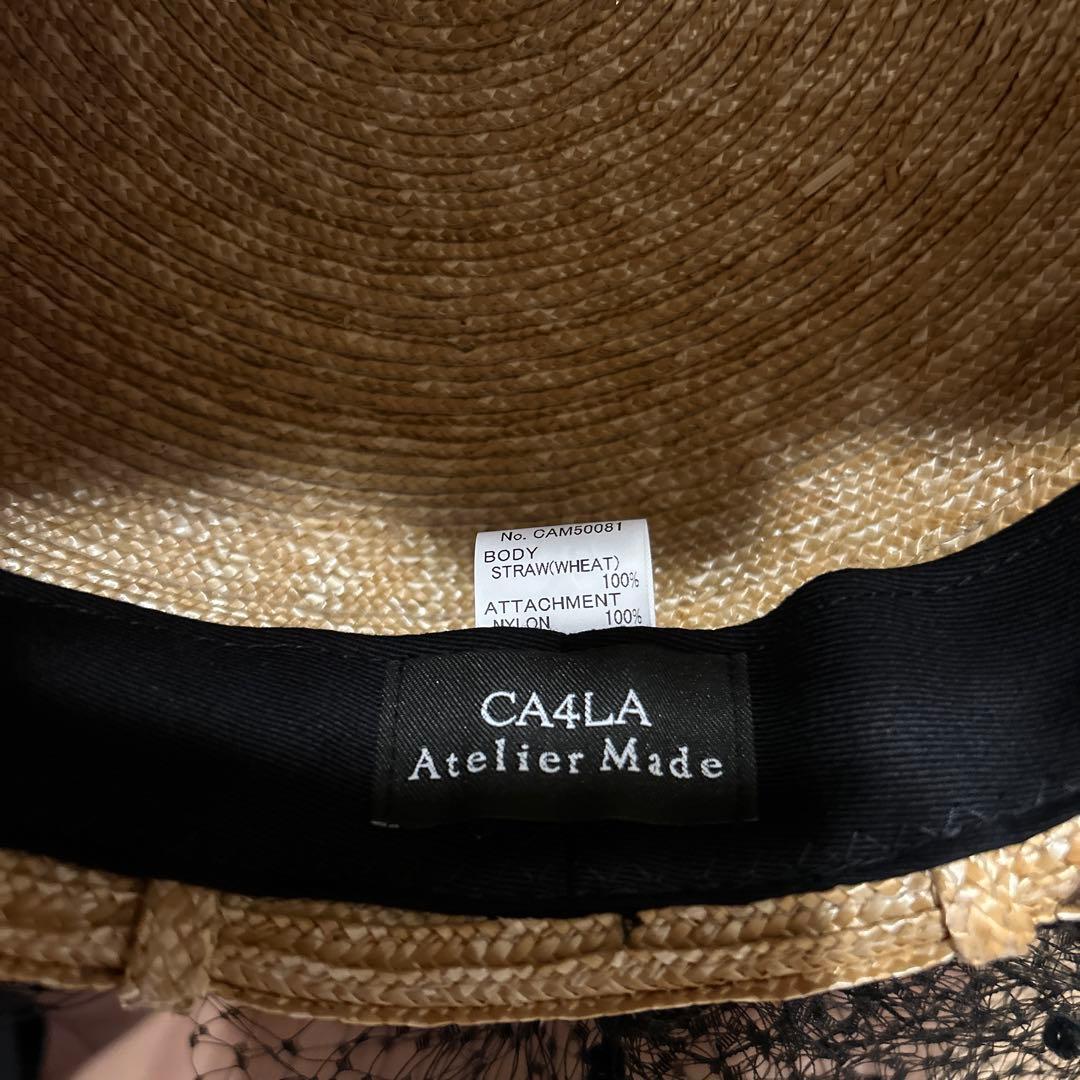 No. CAM50081
BODY
STRAW(WHEAT)
100%
ATTACHMENT
NYLON 100%
CA4LA
Atelier Made